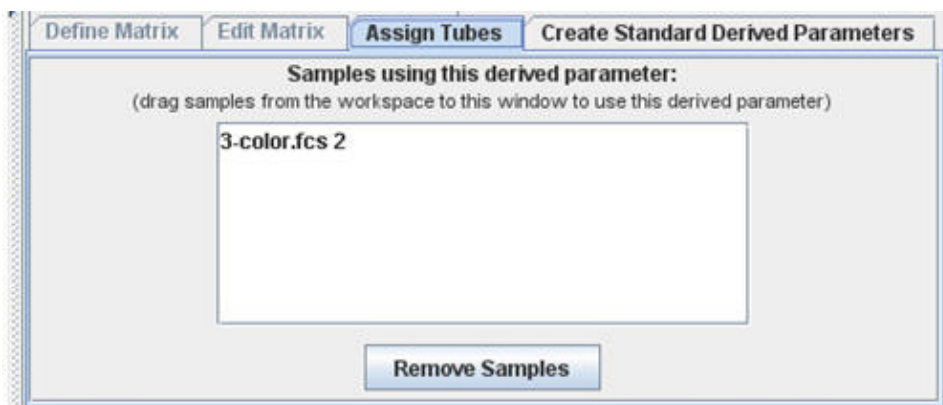 Define Matrix Edit Matrix Assign Tubes Create Standard Derived Parameters
Samples using this derived parameter:
(drag samples from the workspace to this window to use this derived parameter)
3-color.fcs 2
Remove Samples